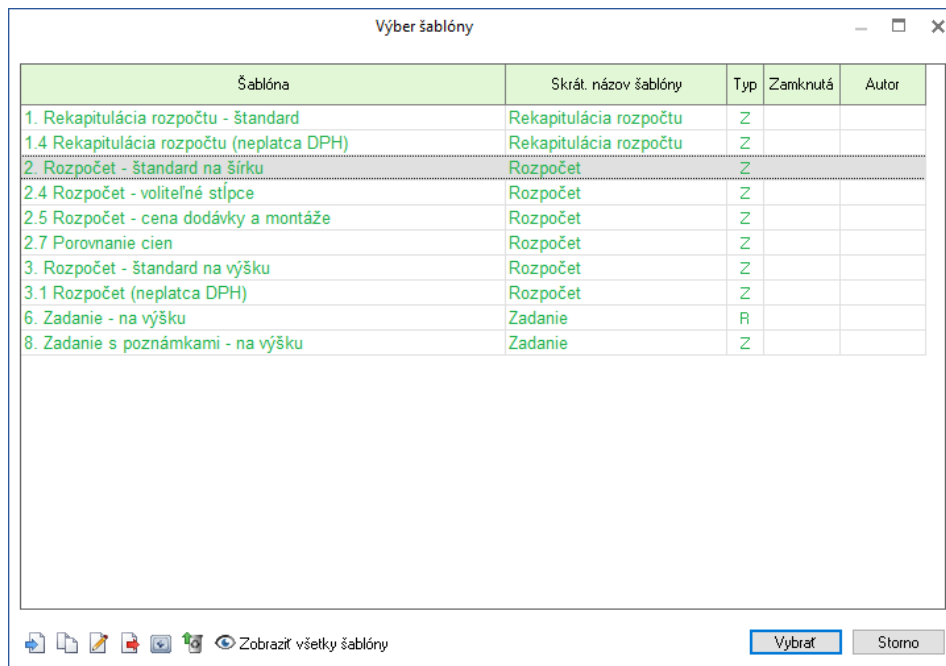 Výber šablóny
Šablóna Skrát. názov šablóny Typ Zamknutá Autor
1. Rekapitulácia rozpočtu - štandard Rekapitulácia rozpočtu Z
1.4 Rekapitulácia rozpočtu (neplatca DPH) Rekapitulácia rozpočtu Z
2. Rozpočet - štandard na šírku Rozpočet Z
2.4 Rozpočet - voliteľné stĺpce Rozpočet Z
2.5 Rozpočet - cena dodávky a montáže Rozpočet Z
2.7 Porovnanie cien Rozpočet Z
3. Rozpočet - štandard na výšku Rozpočet Z
3.1 Rozpočet (neplatca DPH) Rozpočet Z
6. Zadanie - na výšku Zadanie R
8. Zadanie s poznámkami - na výšku Zadanie Z
Zobraziť všetky šablóny Vybrať Storno